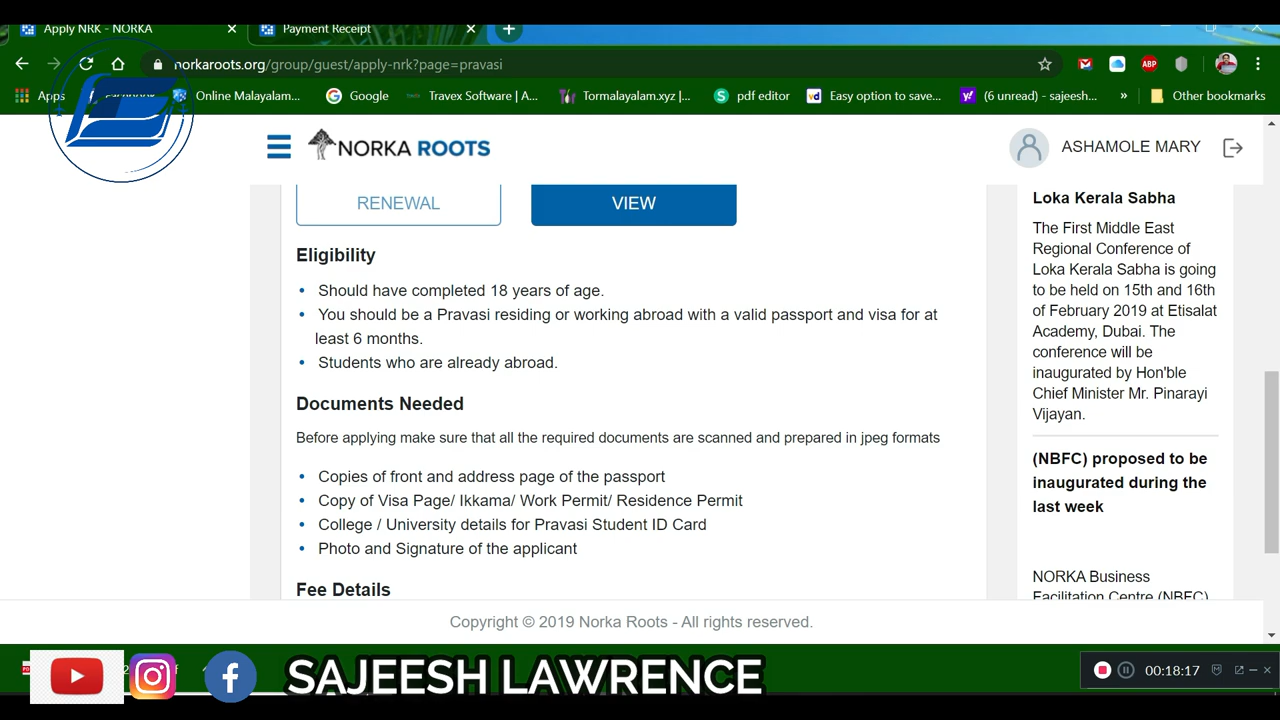 Apply NRK - NORKA
Payment Receipt
norkaroots.org/group/guest/apply-nrk?page=pravasi
ABP
Apps
Facebook
Online Malayalam...
Google
Travex Software | A...
Tormalayalam.xyz |...
pdf editor
Easy option to save...
(6 unread) - sajeesh...
»
Other bookmarks
NORKA ROOTS
ASHAMOLE MARY
RENEWAL
VIEW
Eligibility
• Should have completed 18 years of age.
• You should be a Pravasi residing or working abroad with a valid passport and visa for at
least 6 months.
• Students who are already abroad.
Documents Needed
Before applying make sure that all the required documents are scanned and prepared in jpeg formats
• Copies of front and address page of the passport
• Copy of Visa Page/ Ikkama/ Work Permit/ Residence Permit
• College / University details for Pravasi Student ID Card
• Photo and Signature of the applicant
Fee Details
Loka Kerala Sabha
The First Middle East
Regional Conference of
Loka Kerala Sabha is going
to be held on 15th and 16th
of February 2019 at Etisalat
Academy, Dubai. The
conference will be
inaugurated by Hon'ble
Chief Minister Mr. Pinarayi
Vijayan.
(NBFC) proposed to be
inaugurated during the
last week
NORKA Business
Facilitation Centre (NBFC)
Copyright © 2019 Norka Roots - All rights reserved.
SAJEESH LAWRENCE
00:18:17